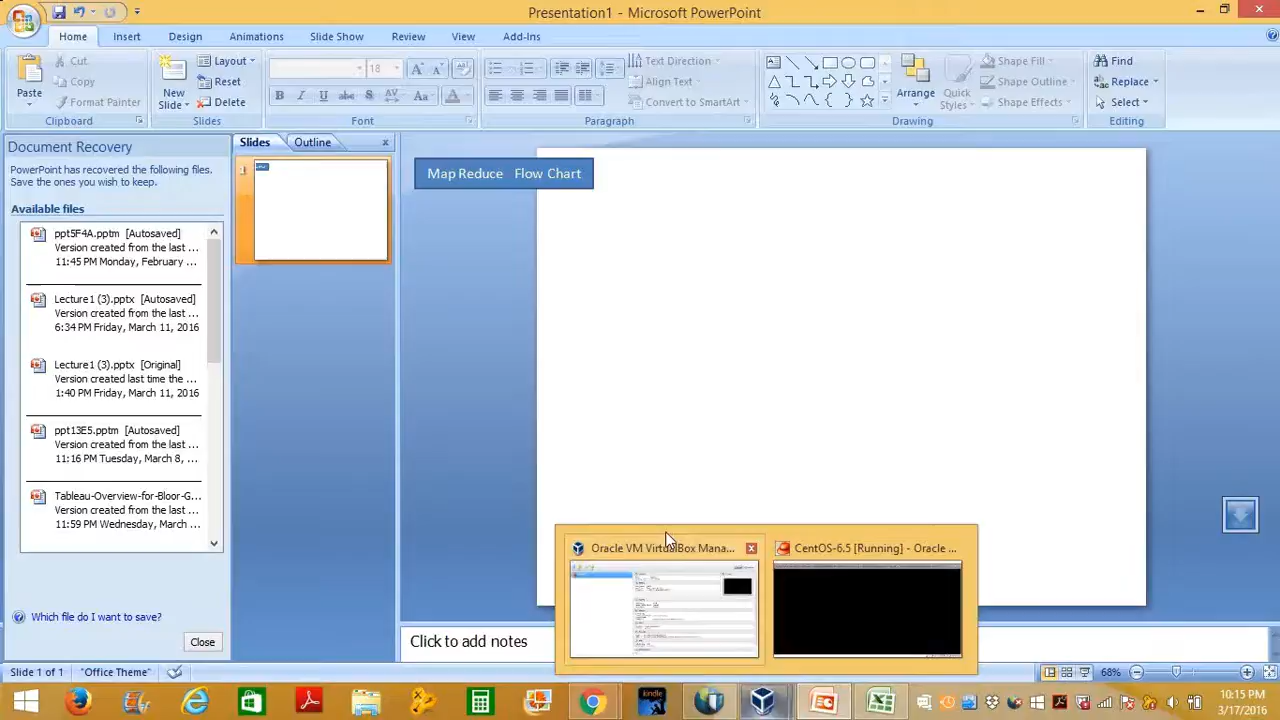 Presentation1 - Microsoft PowerPoint
Home Insert Design Animations Slide Show Review View Add-Ins
Paste
Cut
Copy
Format Painter
Clipboard
New
Slide
Layout
Reset
Delete
Slides
18
B I U abc S AV Aa A
Font
Text Direction
Align Text
Convert to SmartArt
Paragraph
Arrange
Quick
Styles
Shape Fill
Shape Outline
Shape Effects
Drawing
Find
Replace
Select
Editing
Document Recovery
PowerPoint has recovered the following files.
Save the ones you wish to keep.
Available files
ppt5F4A.pptm [Autosaved]
Version created from the last ...
11:45 PM Monday, February ...
Lecture1 (3).pptx [Autosaved]
Version created from the last ...
6:34 PM Friday, March 11, 2016
Lecture1 (3).pptx [Original]
Version created last time the ...
1:40 PM Friday, March 11, 2016
ppt13E5.pptm [Autosaved]
Version created from the last ...
11:16 PM Tuesday, March 8, ...
Tableau-Overview-for-Bloor-G...
Version created from the last ...
11:59 PM Wednesday, March ...
Which file do I want to save?
Close
Slides Outline
1
Map Reduce Flow Chart
Oracle VM VirtualBox Mana...
CentOS-6.5 [Running] - Oracle ...
Click to add notes
Slide 1 of 1 "Office Theme" 68%
kindle
10:15 PM
3/17/2016